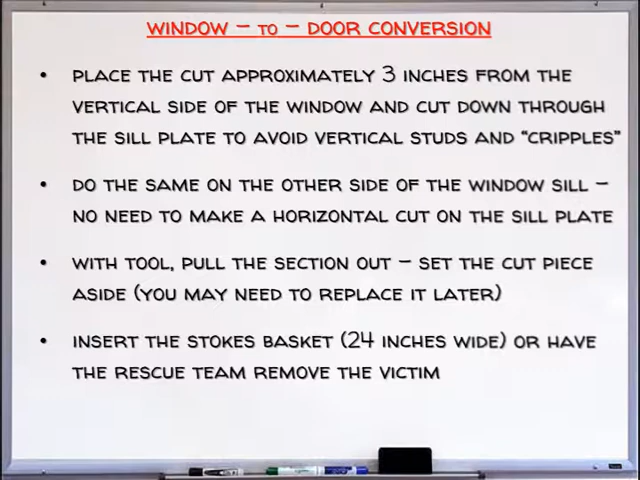 WINDOW – TO – DOOR CONVERSION
• PLACE THE CUT APPROXIMATELY 3 INCHES FROM THE
VERTICAL SIDE OF THE WINDOW AND CUT DOWN THROUGH
THE SILL PLATE TO AVOID VERTICAL STUDS AND “CRIPPLES”
• DO THE SAME ON THE OTHER SIDE OF THE WINDOW SILL –
NO NEED TO MAKE A HORIZONTAL CUT ON THE SILL PLATE
• WITH TOOL, PULL THE SECTION OUT – SET THE CUT PIECE
ASIDE (YOU MAY NEED TO REPLACE IT LATER)
• INSERT THE STOKES BASKET (24 INCHES WIDE) OR HAVE
THE RESCUE TEAM REMOVE THE VICTIM